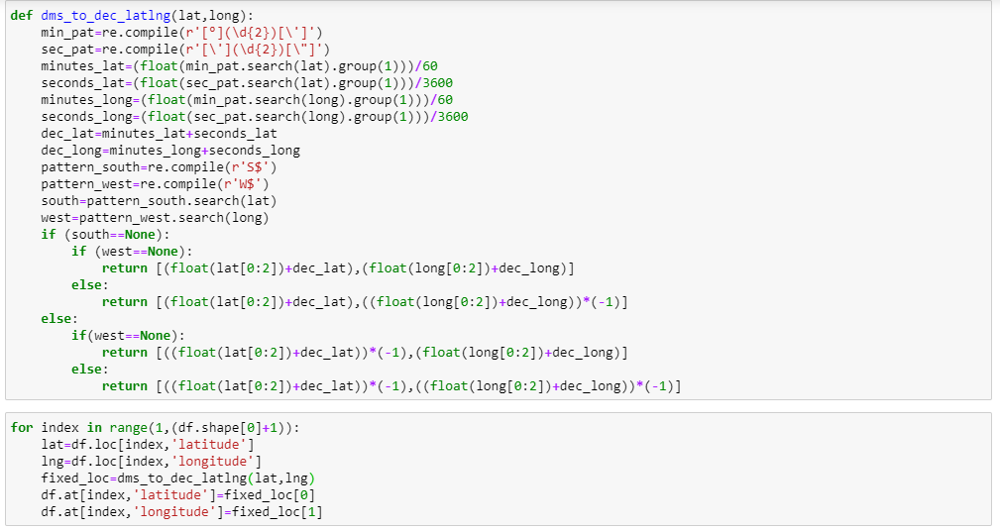 def dms_to_dec_latlng(lat,long):
    min_pat=re.compile(r'[°](\d{2})[\']')
    sec_pat=re.compile(r'[\'](\d{2})[\"]')
    minutes_lat=(float(min_pat.search(lat).group(1)))/60
    seconds_lat=(float(sec_pat.search(lat).group(1)))/3600
    minutes_long=(float(min_pat.search(long).group(1)))/60
    seconds_long=(float(sec_pat.search(long).group(1)))/3600
    dec_lat=minutes_lat+seconds_lat
    dec_long=minutes_long+seconds_long
    pattern_south=re.compile(r'S$')
    pattern_west=re.compile(r'W$')
    south=pattern_south.search(lat)
    west=pattern_west.search(long)
    if (south==None):
        if (west==None):
            return [(float(lat[0:2])+dec_lat),(float(long[0:2])+dec_long)]
        else:
            return [(float(lat[0:2])+dec_lat),((float(long[0:2])+dec_long))*(-1)]
    else:
        if(west==None):
            return [((float(lat[0:2])+dec_lat))*(-1),(float(long[0:2])+dec_long)]
        else:
            return [((float(lat[0:2])+dec_lat))*(-1),((float(long[0:2])+dec_long))*(-1)]
for index in range(1,(df.shape[0]+1)):
    lat=df.loc[index,'latitude']
    lng=df.loc[index,'longitude']
    fixed_loc=dms_to_dec_latlng(lat,lng)
    df.at[index,'latitude']=fixed_loc[0]
    df.at[index,'longitude']=fixed_loc[1]